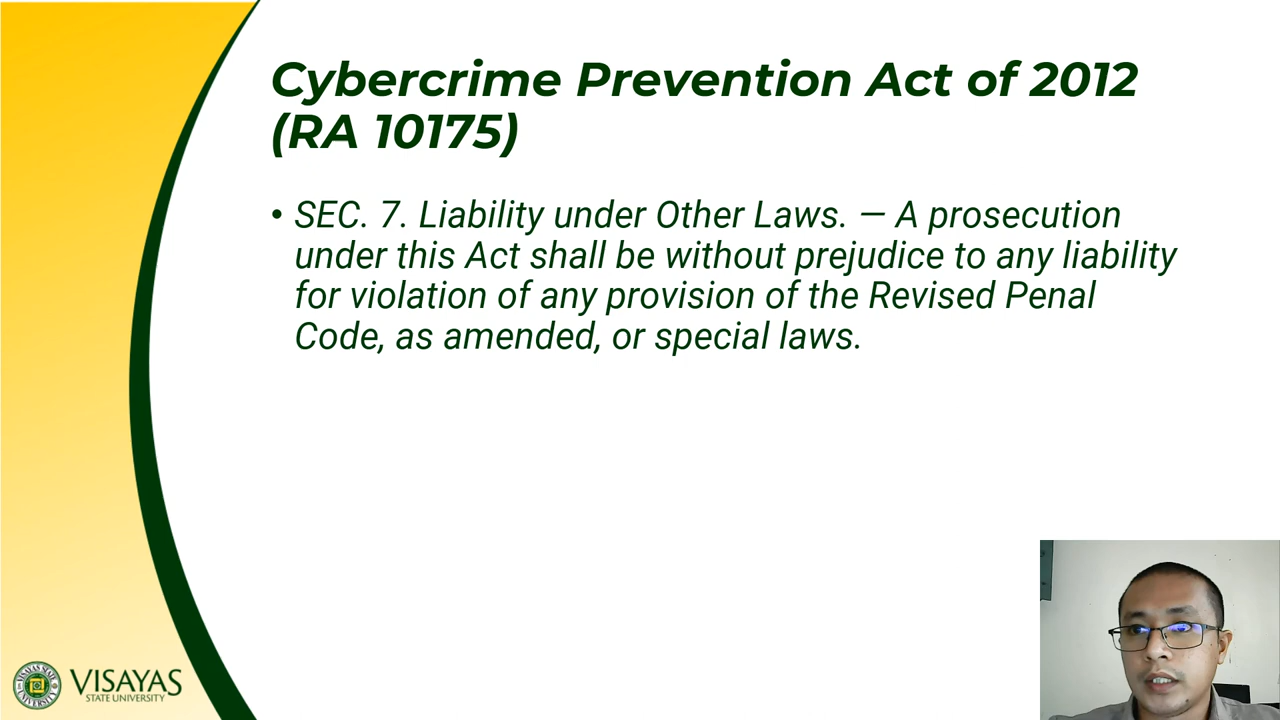 Cybercrime Prevention Act of 2012
(RA 10175)
• SEC. 7. Liability under Other Laws. — A prosecution
under this Act shall be without prejudice to any liability
for violation of any provision of the Revised Penal
Code, as amended, or special laws.
VISAYAS
STATE UNIVERSITY